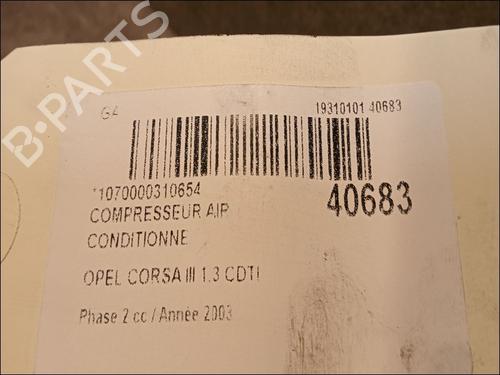 B-PARTS
GA
19310101 40683
*1070000310654
40683
COMPRESSEUR AIR
CONDITIONNE
OPEL CORSA III 1.3 CDTI
Phase 2 cc / Année 2003